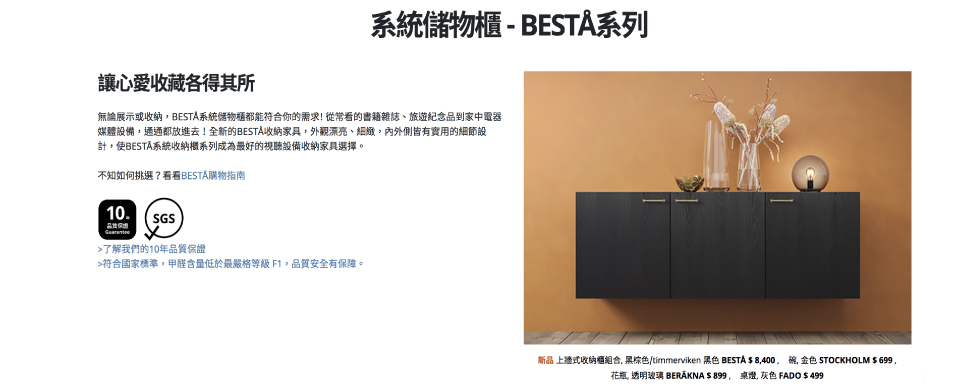 系統儲物櫃 - BESTÅ系列
讓心愛收藏各得其所
無論展示或收納，BESTÅ系統儲物櫃都能符合你的需求! 從常看的書籍雜誌、旅遊紀念品到家中電器
媒體設備，通通都放進去！全新的BESTÅ收納家具，外觀漂亮、細緻，內外側皆有實用的細節設
計，使BESTÅ系統收納櫃系列成為最好的視聽設備收納家具選擇。
不知如何挑選？看看BESTÅ購物指南
10年
品質保證
Guarantee
SGS
>了解我們的10年品質保證
>符合國家標準，甲醛含量低於最嚴格等級 F1，品質安全有保障。
新品 上牆式收納櫃組合, 黑棕色/timmerviken 黑色 BESTÅ $ 8,400， 碗, 金色 STOCKHOLM $ 699，
花瓶, 透明玻璃 BERÄKNA $ 899， 桌燈, 灰色 FADO $ 499